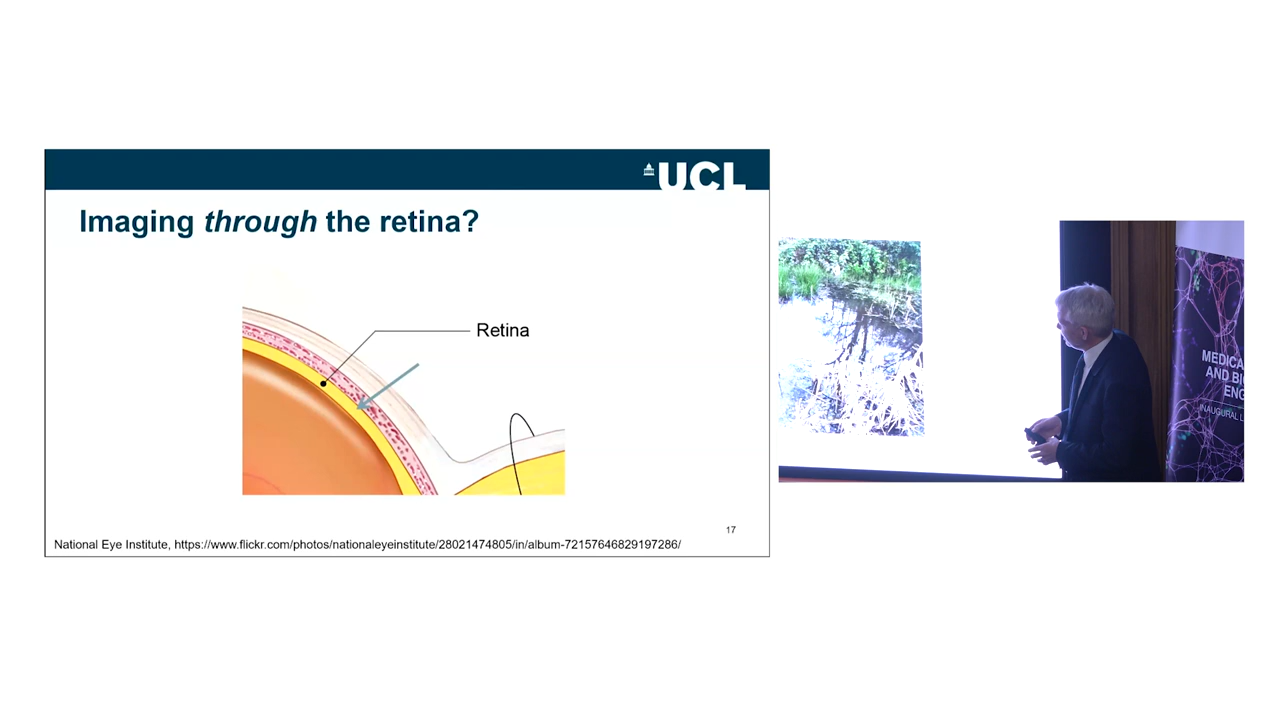 UCL
Imaging through the retina?
Retina
17
National Eye Institute, https://www.flickr.com/photos/nationaleyeinstitute/28021474805/in/album-72157646829197286/
MEDICA
AND BI
ENG
INAUGURAL L